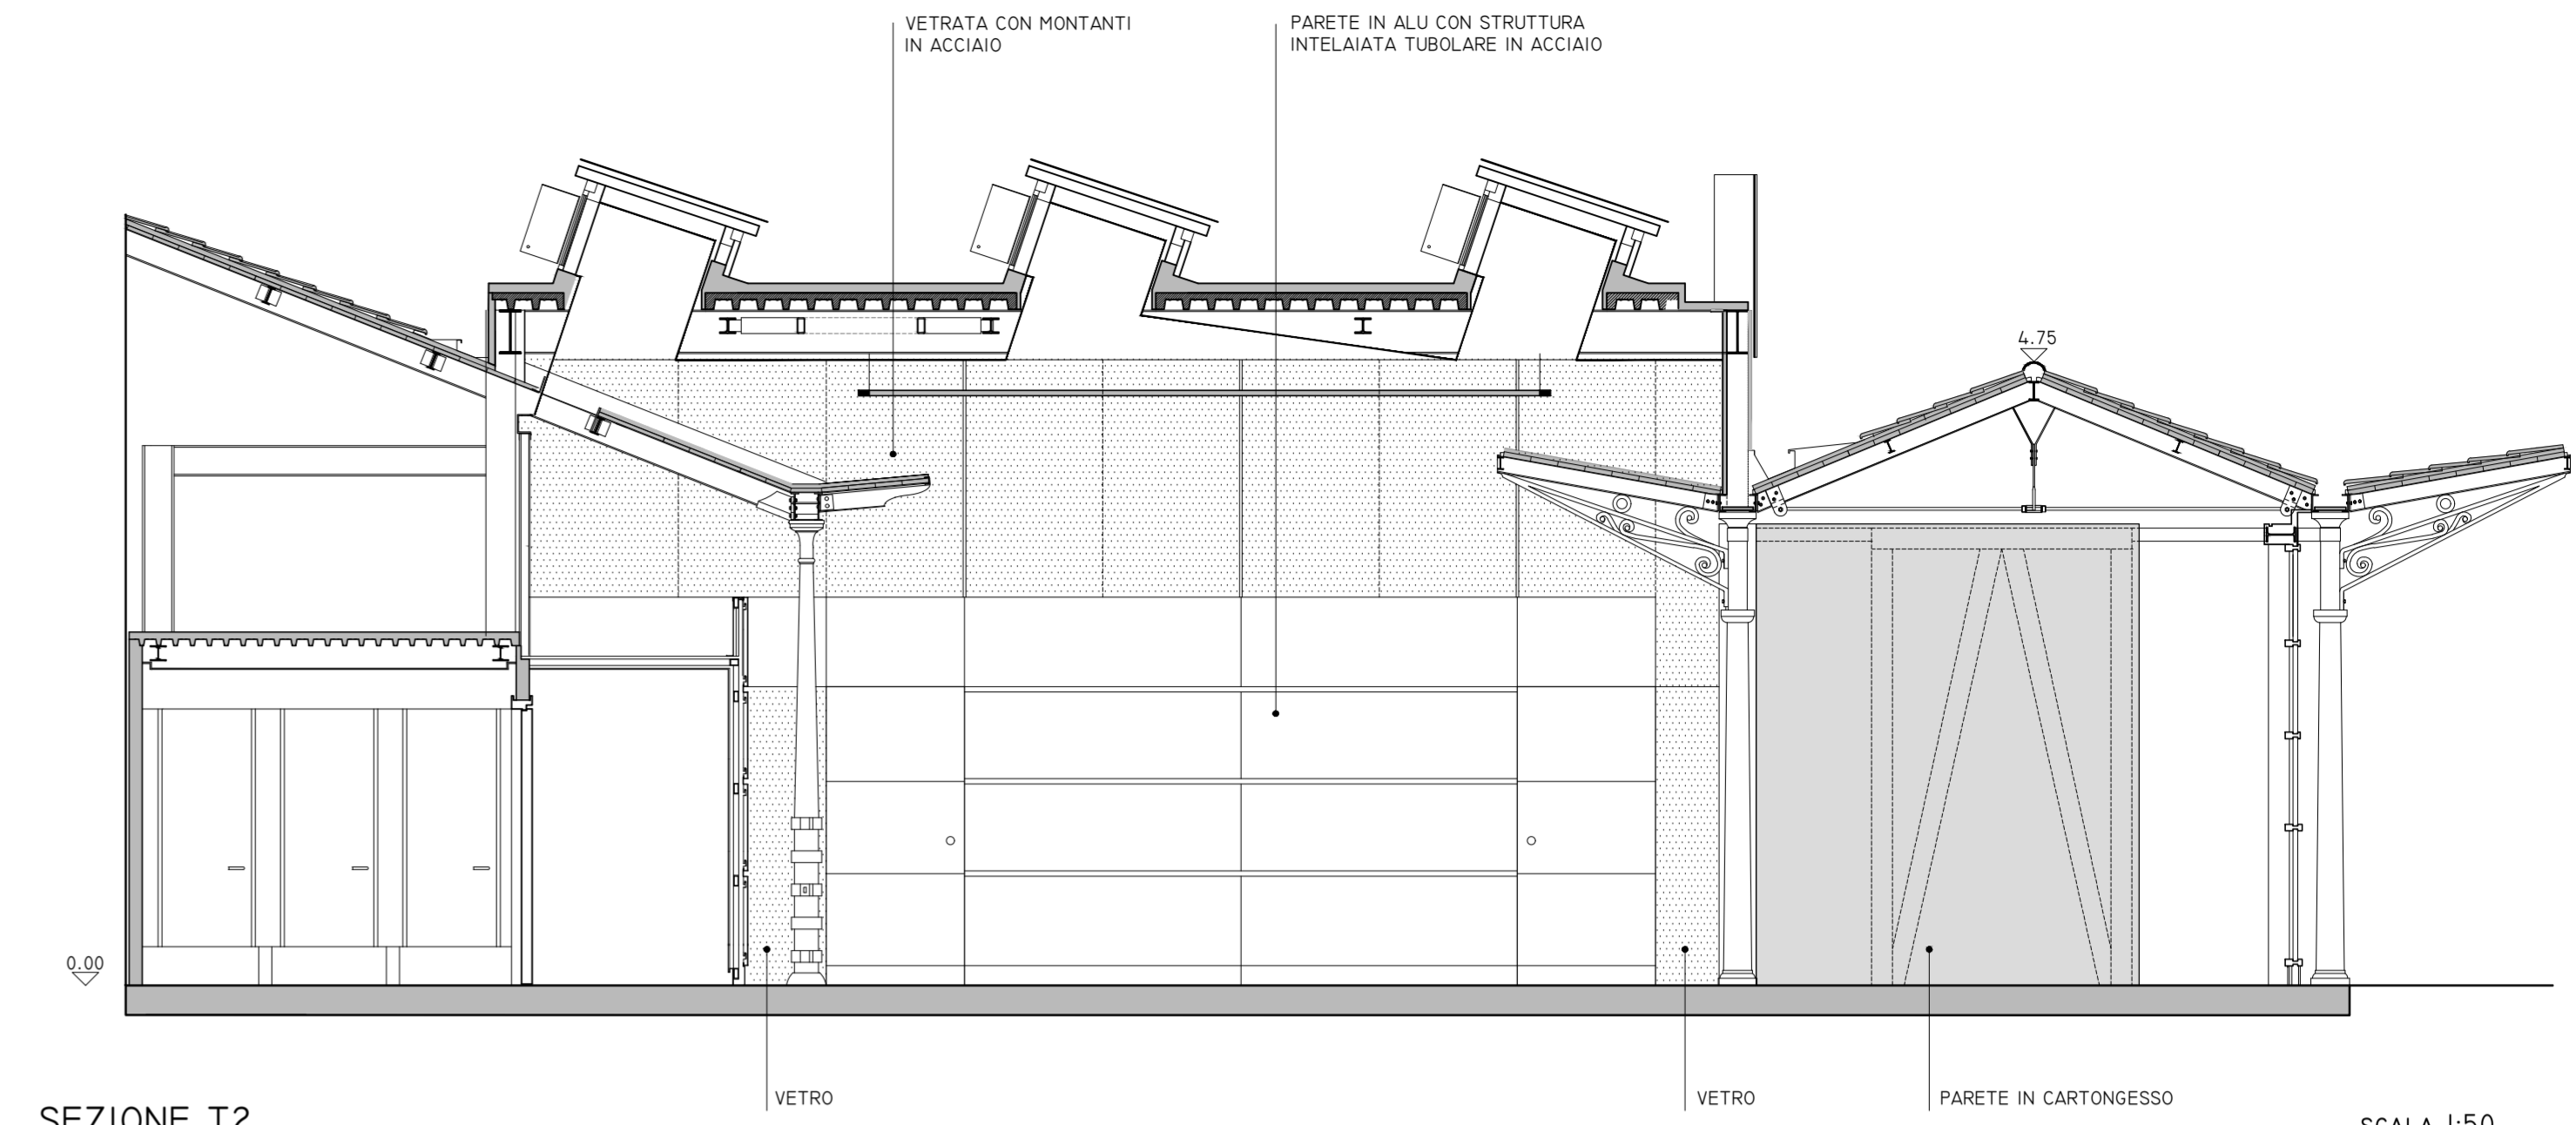 VETRATA CON MONTANTI
IN ACCIAIO
PARETE IN ALU CON STRUTTURA
INTELAIATA TUBOLARE IN ACCIAIO
4.75
0.00
VETRO
VETRO
PARETE IN CARTONGESSO
SEZIONE T2
SCALA 1:50